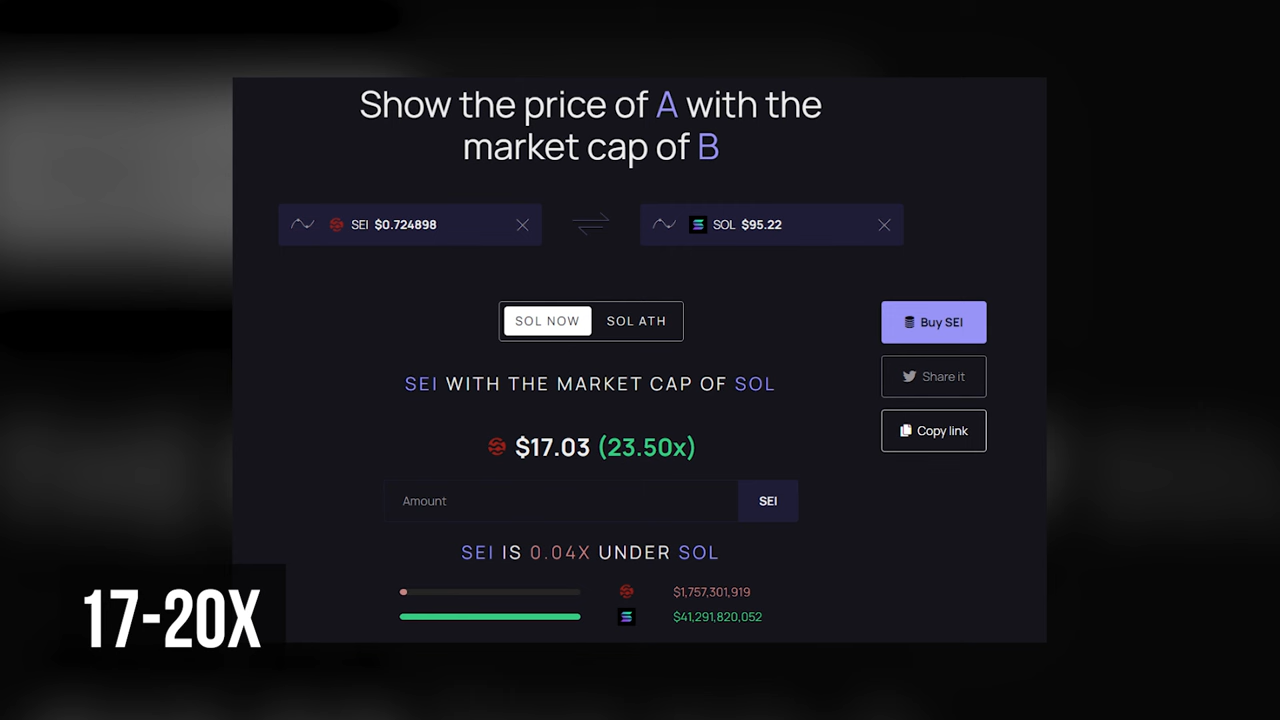 Show the price of A with the
market cap of B
SEI $0.724898
SOL $95.22
SOL NOW
SOL ATH
Buy SEI
SEI WITH THE MARKET CAP OF SOL
Share it
Copy link
$17.03 (23.50x)
Amount
SEI
SEI IS 0.04X UNDER SOL
$1,757,301,919
$41,291,820,052
17-20X